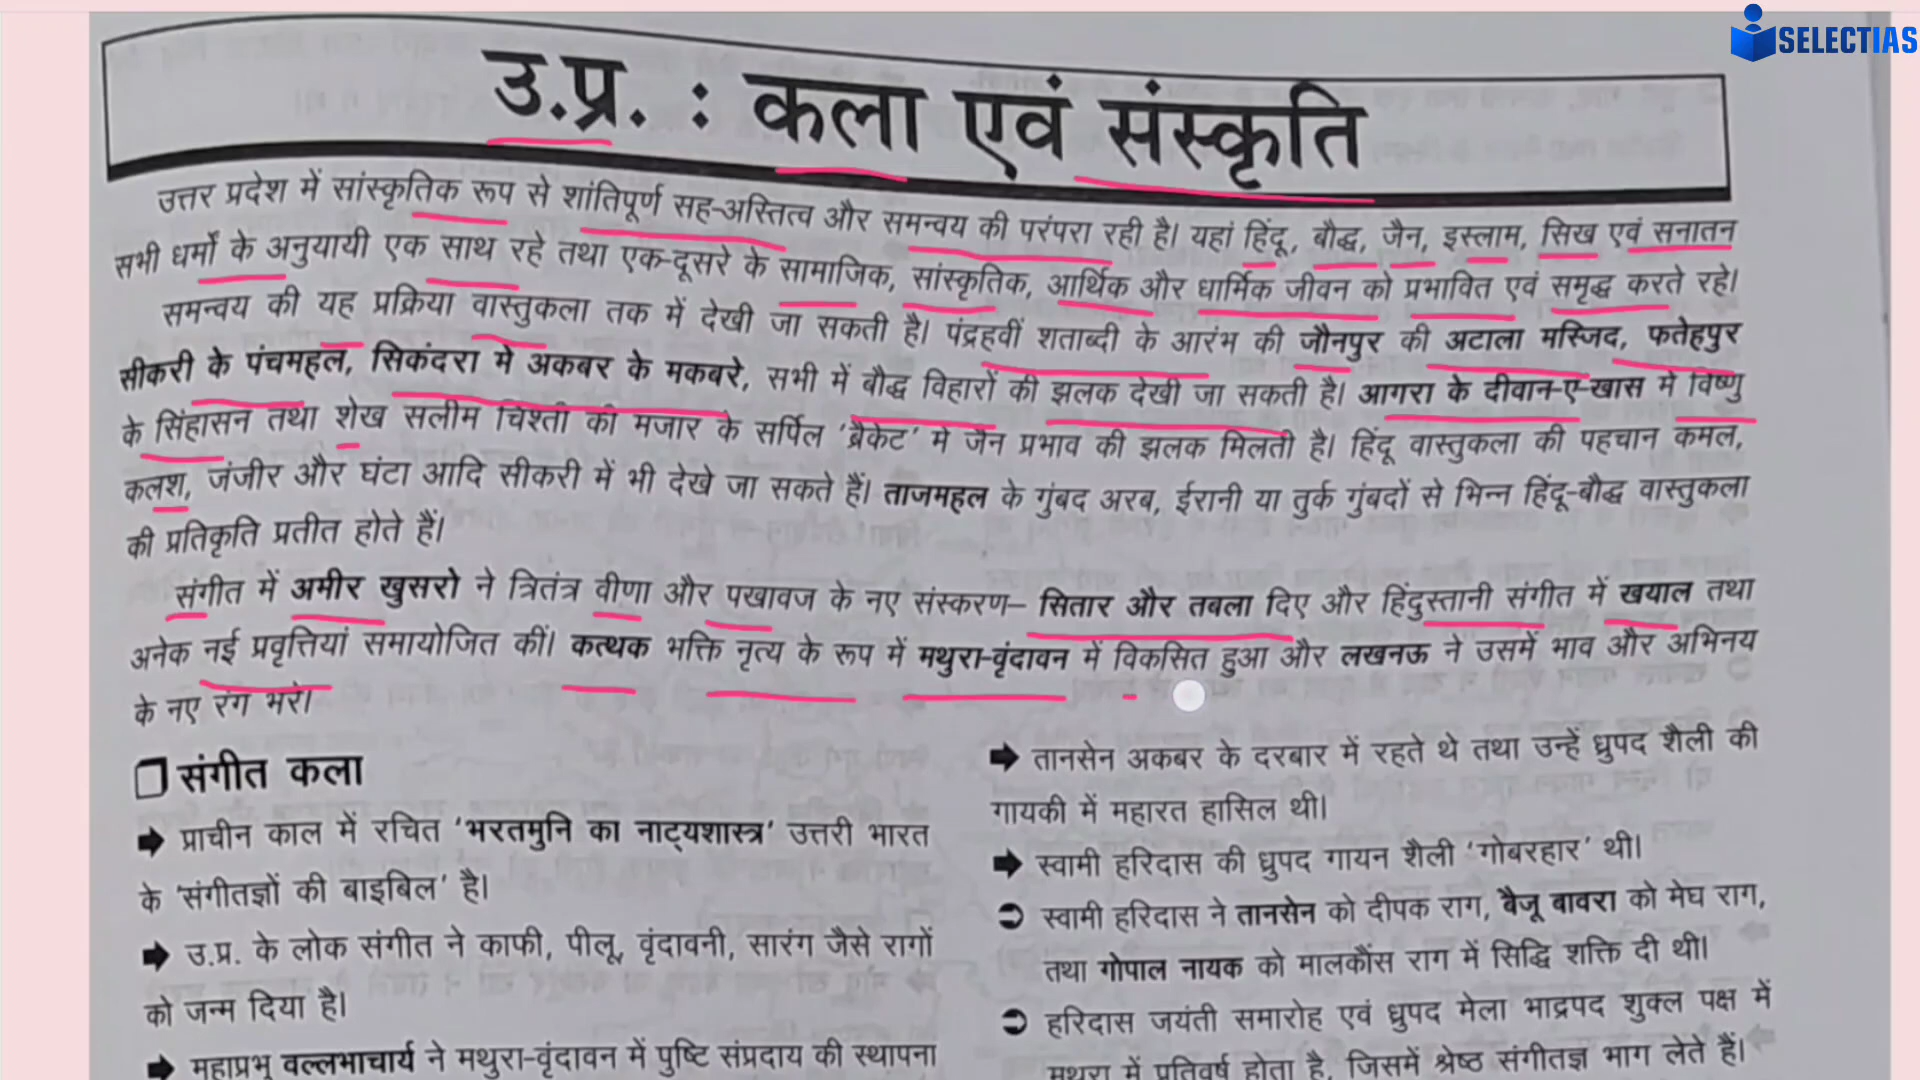 SELECTIAS
उ.प्र. : कला एवं संस्कृति
उत्तर प्रदेश में सांस्कृतिक रूप से शांतिपूर्ण सह-अस्तित्व और समन्वय की परंपरा रही है। यहां हिंदू, बौद्ध, जैन, इस्लाम, सिख एवं सनातन
सभी धर्मों के अनुयायी एक साथ रहे तथा एक-दूसरे के सामाजिक, सांस्कृतिक, आर्थिक और धार्मिक जीवन को प्रभावित एवं समृद्ध करते रहे।
समन्वय की यह प्रक्रिया वास्तुकला तक में देखी जा सकती है। पंद्रहवीं शताब्दी के आरंभ की जौनपुर की अटाला मस्जिद, फतेहपुर
सीकरी के पंचमहल, सिकंदरा में अकबर के मकबरे, सभी में बौद्ध विहारों की झलक देखी जा सकती है। आगरा के दीवान-ए-खास में विष्णु
के सिंहासन तथा शेख सलीम चिश्ती की मजार के सर्पिल 'ब्रैकेट' में जैन प्रभाव की झलक मिलती है। हिंदू वास्तुकला की पहचान कमल,
कलश, जंजीर और घंटा आदि सीकरी में भी देखे जा सकते हैं। ताजमहल के गुंबद अरब, ईरानी या तुर्क गुंबदों से भिन्न हिंदू-बौद्ध वास्तुकला
की प्रतिकृति प्रतीत होते हैं।
संगीत में अमीर खुसरो ने त्रितंत्र वीणा और पखावज के नए संस्करण– सितार और तबला दिए और हिंदुस्तानी संगीत में खयाल तथा
अनेक नई प्रवृत्तियां समायोजित कीं। कत्थक भक्ति नृत्य के रूप में मथुरा-वृंदावन में विकसित हुआ और लखनऊ ने उसमें भाव और अभिनय
के नए रंग भरे।
❒ संगीत कला
➡ प्राचीन काल में रचित 'भरतमुनि का नाट्यशास्त्र' उत्तरी भारत
के 'संगीतज्ञों की बाइबिल' है।
➡ उ.प्र. के लोक संगीत ने काफी, पीलू, वृंदावनी, सारंग जैसे रागों
को जन्म दिया है।
➡ महाप्रभु वल्लभाचार्य ने मथुरा-वृंदावन में पुष्टि संप्रदाय की स्थापना
➡ तानसेन अकबर के दरबार में रहते थे तथा उन्हें ध्रुपद शैली की
गायकी में महारत हासिल थी।
➡ स्वामी हरिदास की ध्रुपद गायन शैली 'गोबरहार' थी।
➲ स्वामी हरिदास ने तानसेन को दीपक राग, बैजू बावरा को मेघ राग,
तथा गोपाल नायक को मालकौंस राग में सिद्धि शक्ति दी थी।
➲ हरिदास जयंती समारोह एवं ध्रुपद मेला भाद्रपद शुक्ल पक्ष में
मथुरा में प्रतिवर्ष होता है, जिसमें श्रेष्ठ संगीतज्ञ भाग लेते हैं।